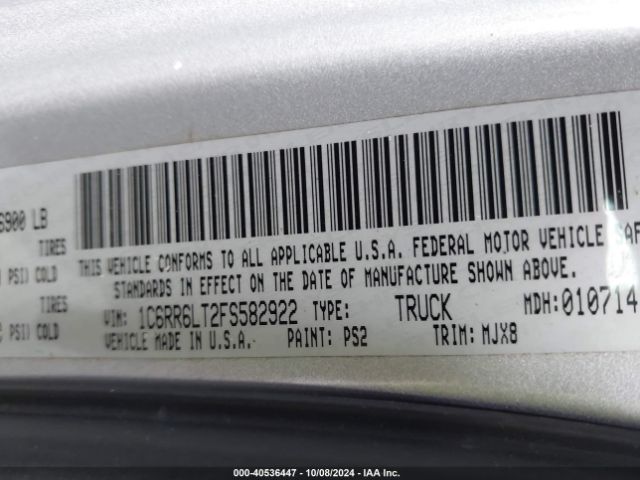 6900 LB
TIRES
PSI) COLD
TIRES
PSI) COLD
THIS VEHICLE CONFORMS TO ALL APPLICABLE U.S.A. FEDERAL MOTOR VEHICLE SAF
STANDARDS IN EFFECT ON THE DATE OF MANUFACTURE SHOWN ABOVE.
VIN: 1C6RR6LT2FS582922 TYPE: TRUCK MDH:010714
VEHICLE MADE IN U.S.A. PAINT: PS2 TRIM: MJX8
000-40536447 - 10/08/2024 - IAA Inc.